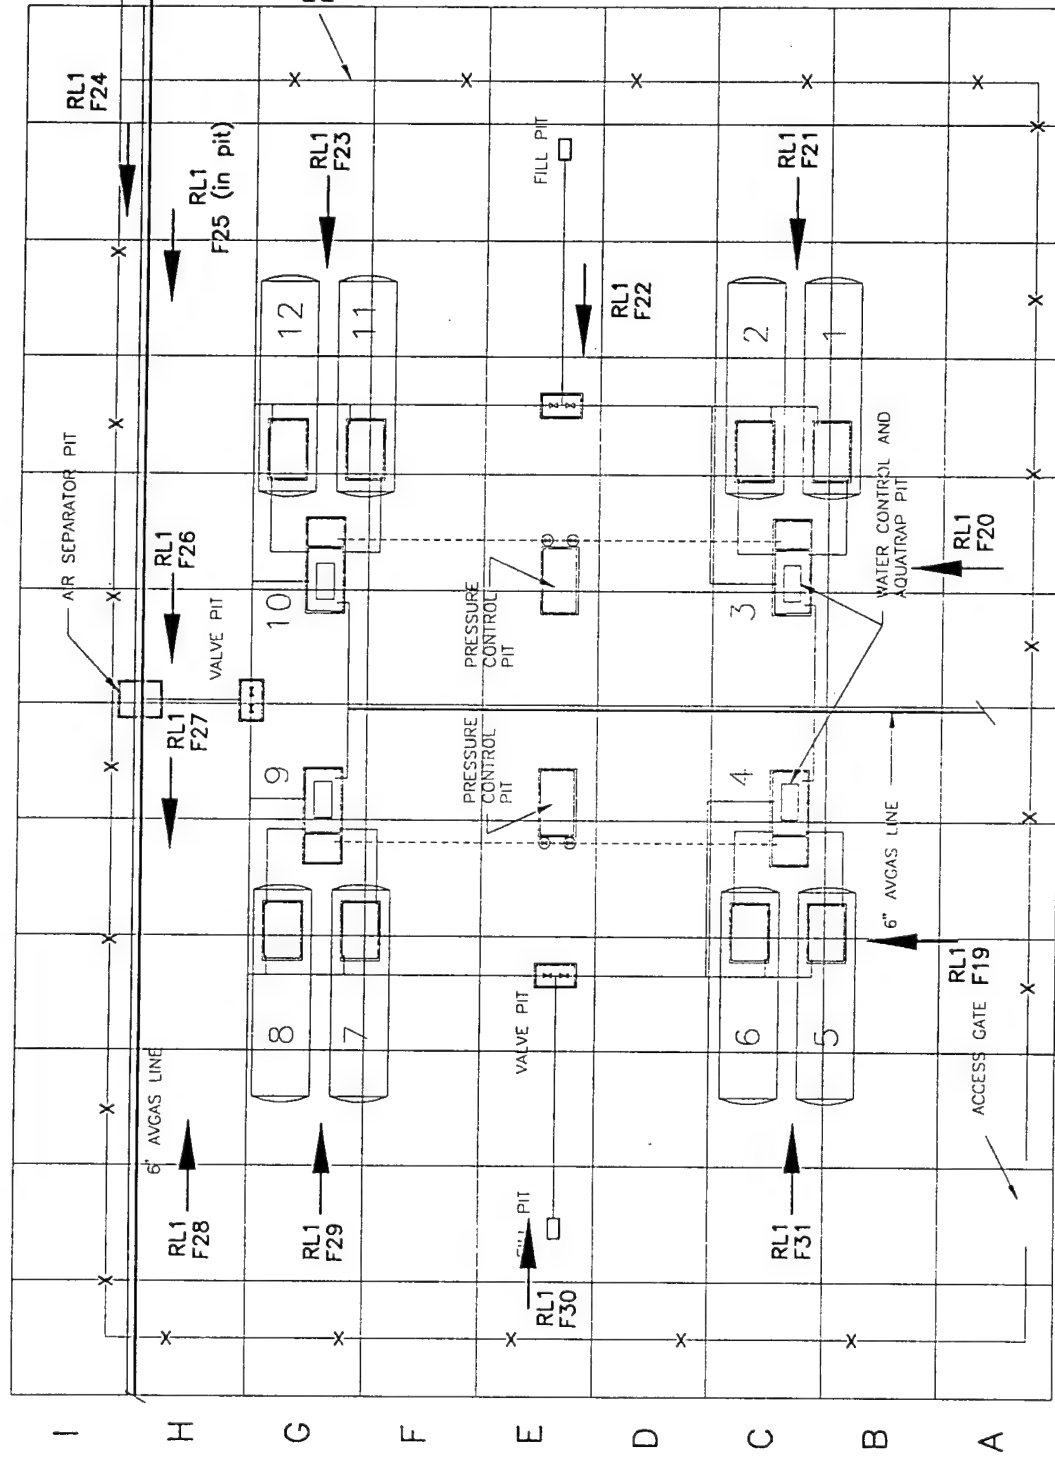 RL1
F24
RL1
F25 (in pit)
RL1
F23
FILL PIT
RL1
F21
12
11
RL1
F22
2
1
AIR SEPARATOR PIT
RL1
F26
VALVE PIT
10
PRESSURE
CONTROL
PIT
3
WATER CONTROL AND
AQUATRAP PIT
RL1
F20
RL1
F27
9
PRESSURE
CONTROL
PIT
4
6" AVGAS LINE
8
7
VALVE PIT
6
5
RL1
F19
6" AVGAS LINE
ACCESS GATE
RL1
F28
RL1
F29
FILL PIT
RL1
F30
RL1
F31
I
H
G
F
E
D
C
B
A